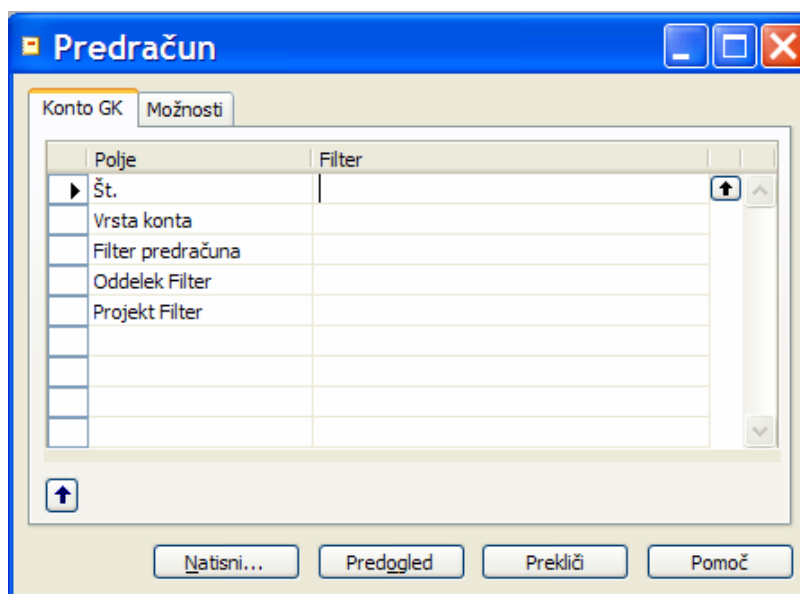 Predračun
Konto GK Možnosti
Polje Filter
Št.
Vrsta konta
Filter predračuna
Oddelek Filter
Projekt Filter
Natisni... Predogled Prekliči Pomoč